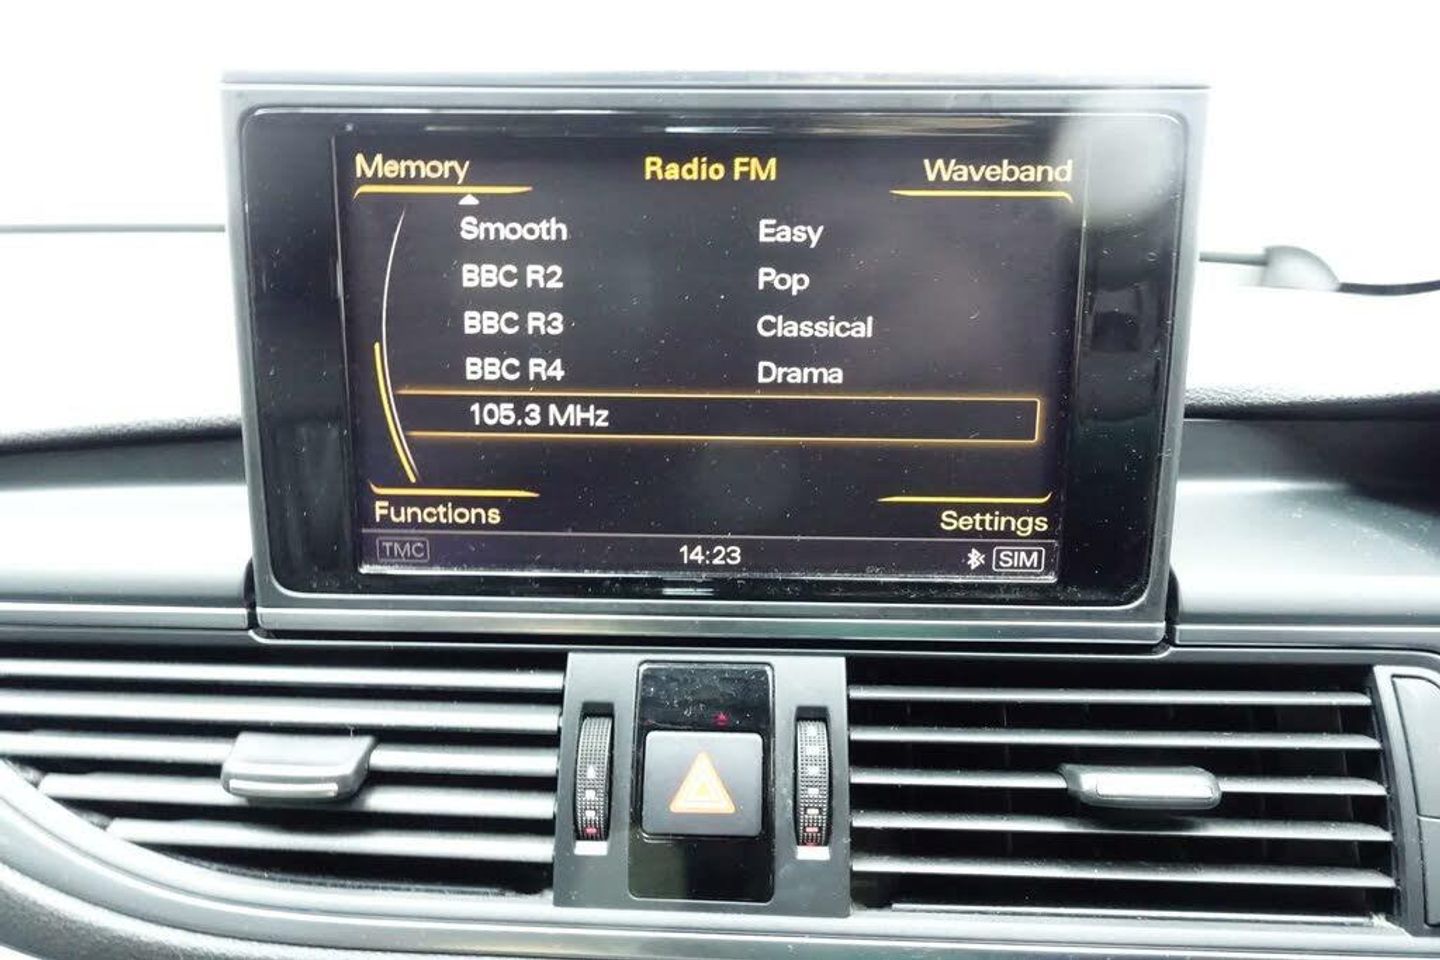 Memory Radio FM Waveband
Smooth Easy
BBC R2 Pop
BBC R3 Classical
BBC R4 Drama
105.3 MHz
Functions Settings
TMC 14:23 SIM